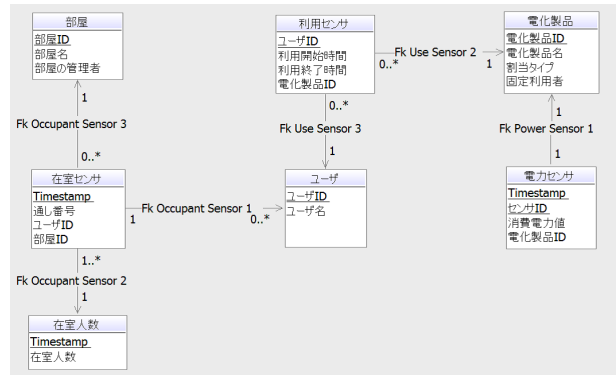 部屋
部屋ID
部屋名
部屋の管理者
利用センサ
ユーザID
利用開始時間
利用終了時間
電化製品ID
電化製品
電化製品ID
電化製品名
割当タイプ
固定利用者
Fk Use Sensor 2
0..*
1
1
Fk Occupant Sensor 3
0..*
0..*
Fk Use Sensor 3
1
1
Fk Power Sensor 1
1
在室センサ
Timestamp
通し番号
ユーザID
部屋ID
Fk Occupant Sensor 1
1
0..*
ユーザ
ユーザID
ユーザ名
電力センサ
Timestamp
センサID
消費電力値
電化製品ID
1..*
Fk Occupant Sensor 2
1
在室人数
Timestamp
在室人数